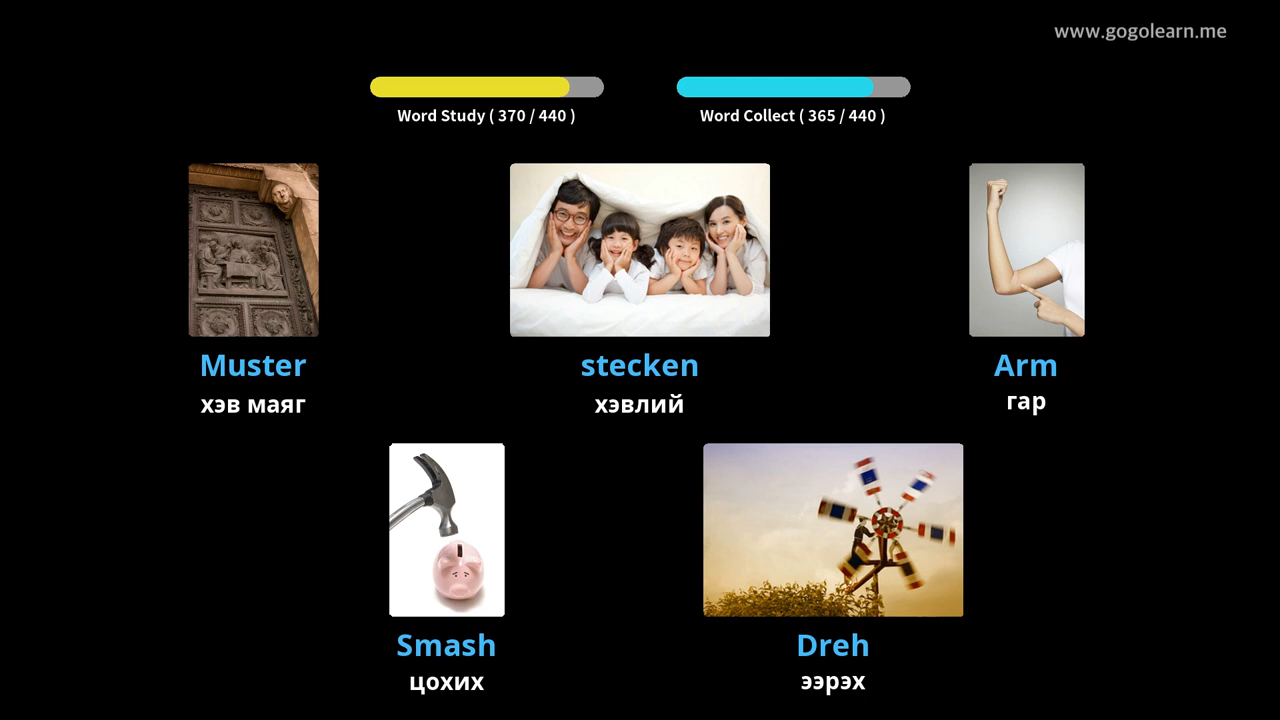 www.gogolearn.me
Word Study ( 370 / 440 )
Word Collect ( 365 / 440 )
Muster
хэв маяг
stecken
хэвлий
Arm
гар
Smash
цохих
Dreh
ээрэх